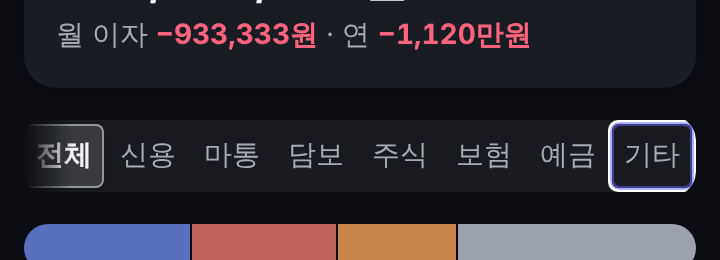 월 이자 −933,333원 · 연 −1,120만원
전체 신용 마통 담보 주식 보험 예금 기타